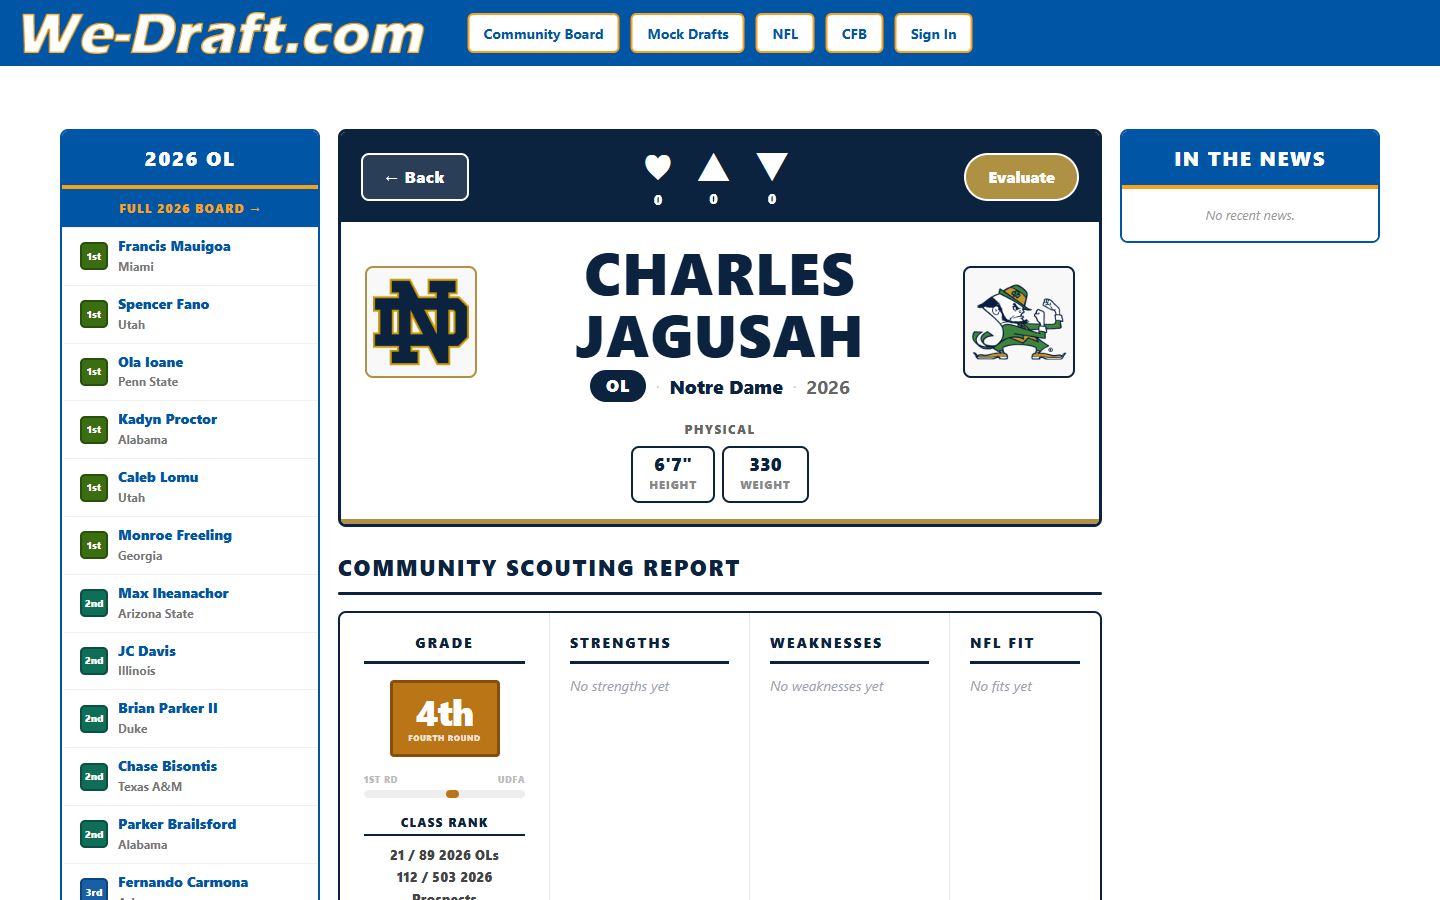 We-Draft.com
Community Board
Mock Drafts
NFL
CFB
Sign In
2026 OL
FULL 2026 BOARD →
1st
Francis Mauigoa
Miami
1st
Spencer Fano
Utah
1st
Ola Ioane
Penn State
1st
Kadyn Proctor
Alabama
1st
Caleb Lomu
Utah
1st
Monroe Freeling
Georgia
2nd
Max Iheanachor
Arizona State
2nd
JC Davis
Illinois
2nd
Brian Parker II
Duke
2nd
Chase Bisontis
Texas A&M
2nd
Parker Brailsford
Alabama
3rd
Fernando Carmona
← Back
0
0
0
Evaluate
CHARLES
JAGUSAH
OL · Notre Dame · 2026
PHYSICAL
6'7"
HEIGHT
330
WEIGHT
COMMUNITY SCOUTING REPORT
GRADE
4th
FOURTH ROUND
1ST RD
UDFA
CLASS RANK
21 / 89 2026 OLs
112 / 503 2026
Prospects
STRENGTHS
No strengths yet
WEAKNESSES
No weaknesses yet
NFL FIT
No fits yet
IN THE NEWS
No recent news.